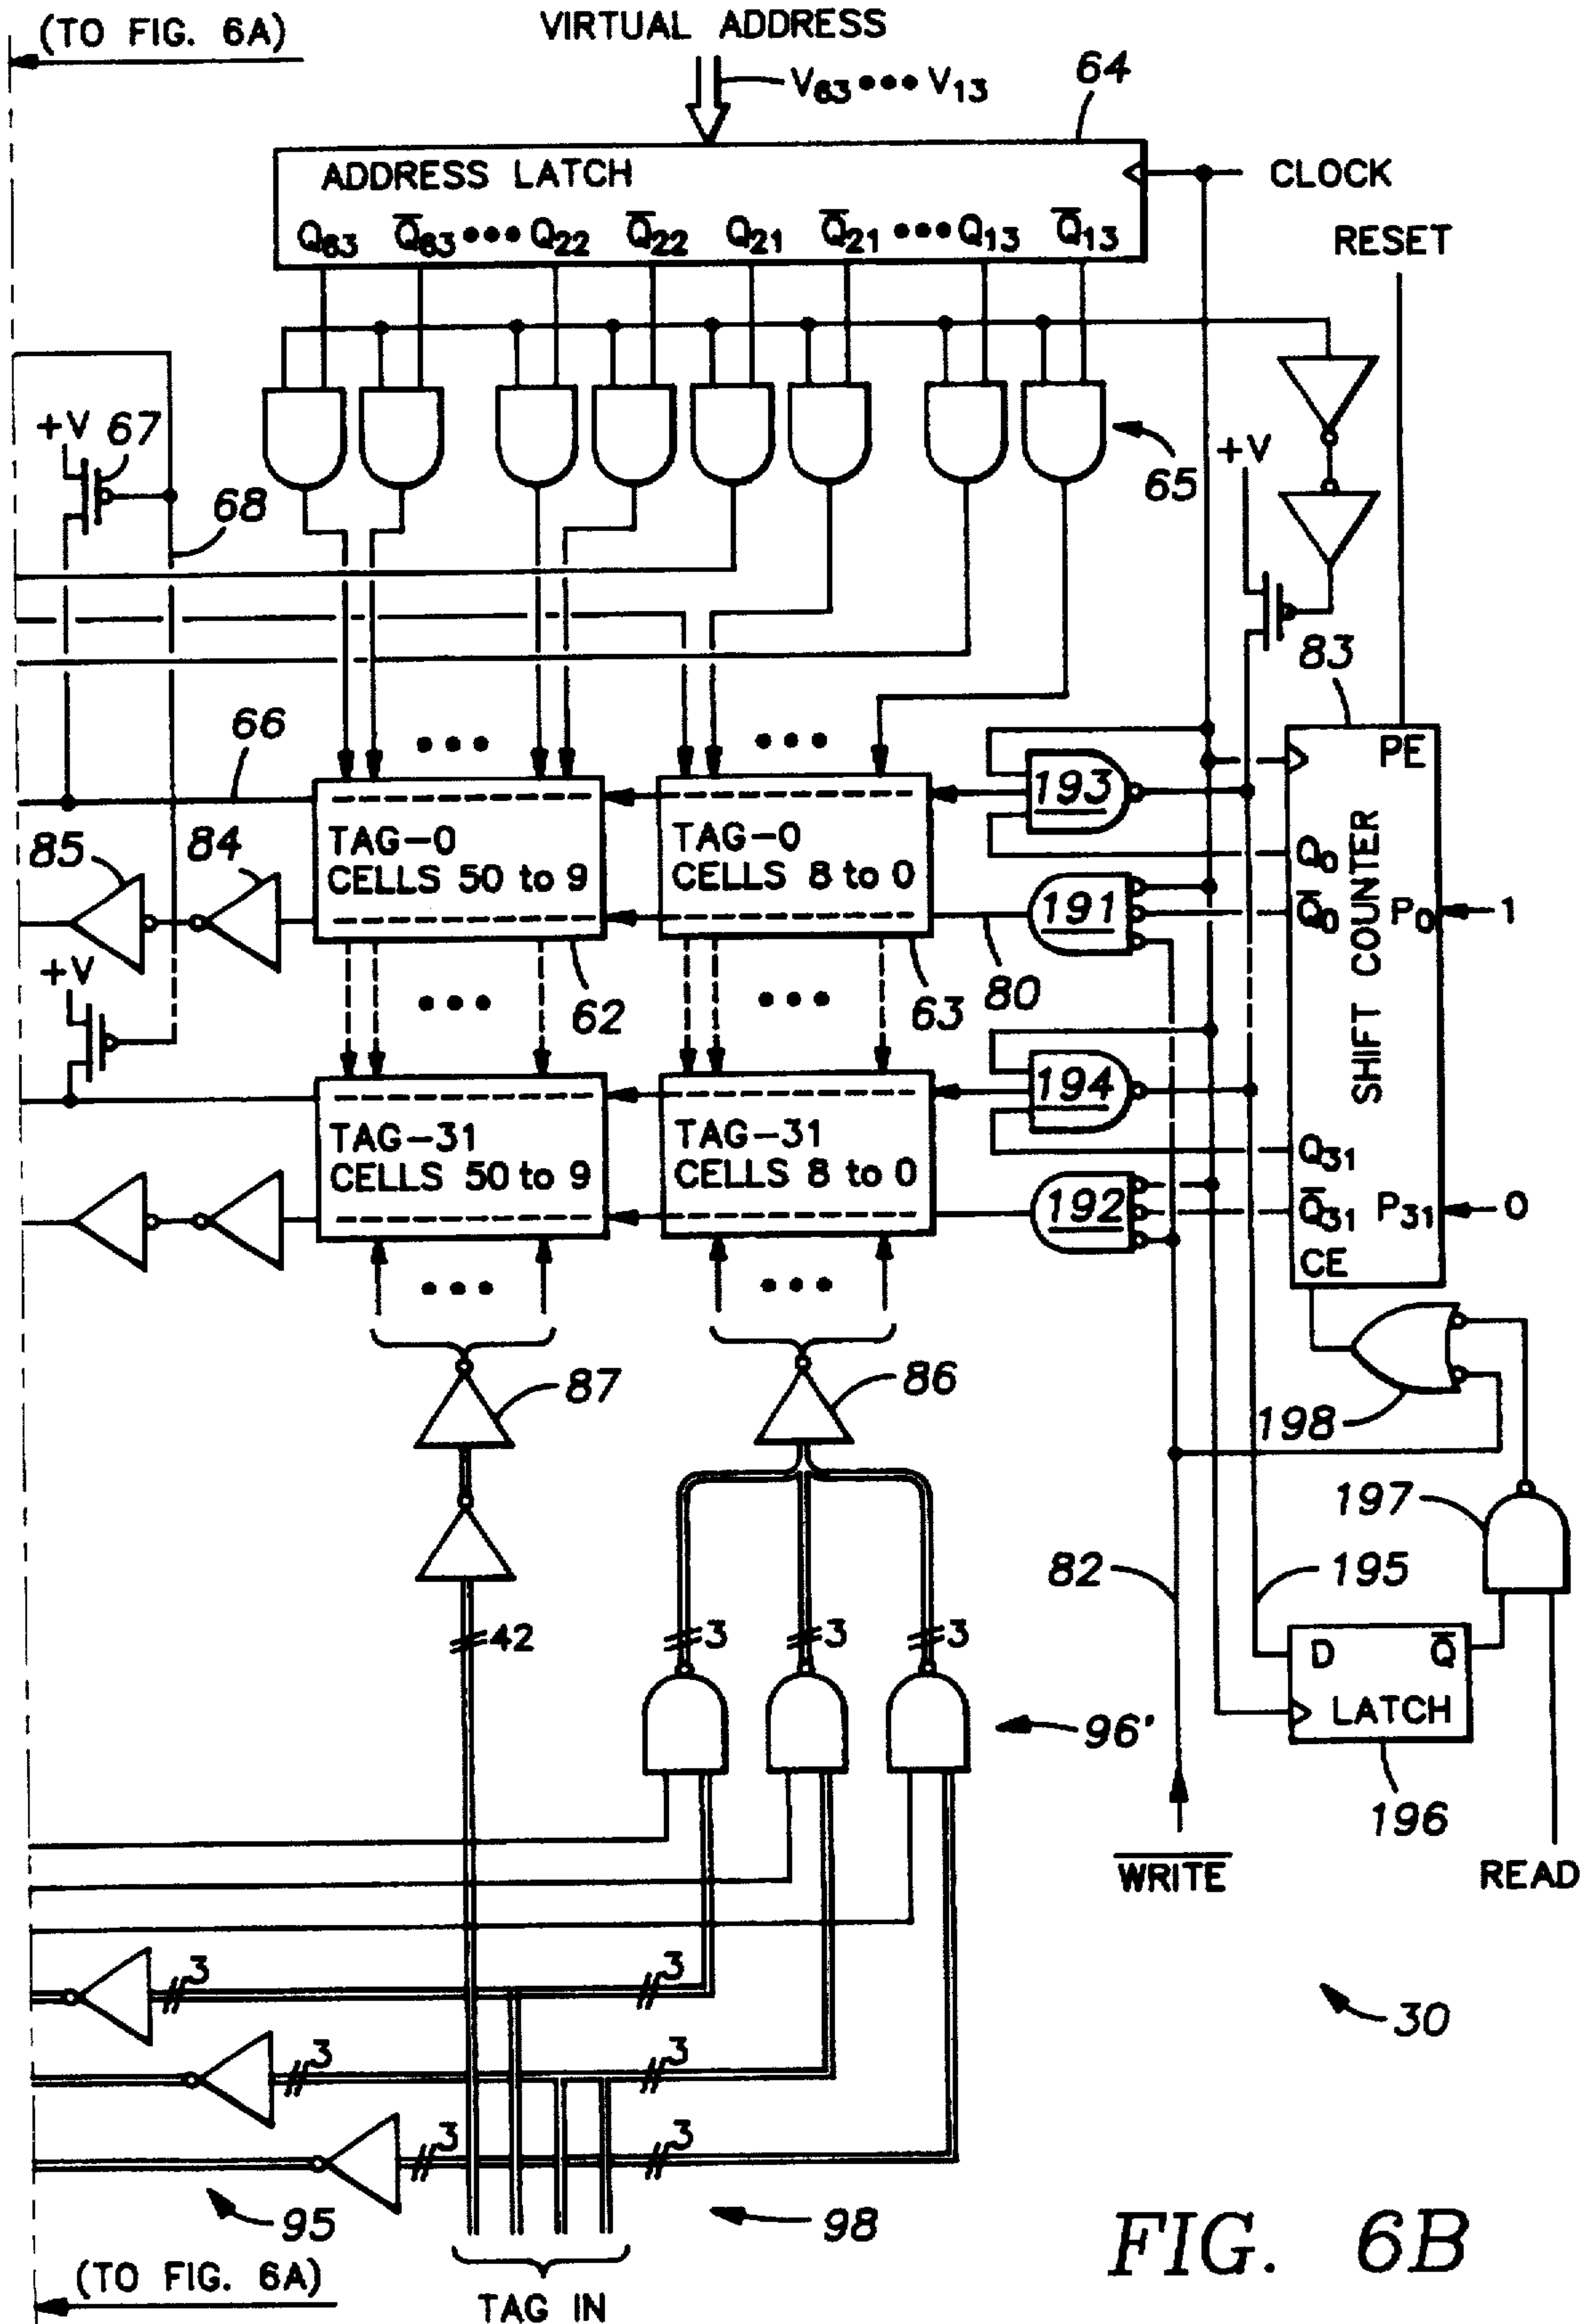 (TO FIG. 6A)
VIRTUAL ADDRESS
V63 ••• V13
64
ADDRESS LATCH
CLOCK
Q63 Q̅63 ••• Q22 Q̅22 Q21 Q̅21 ••• Q13 Q̅13
RESET
+V
67
65
+V
68
83
66
PE
193
TAG-0
CELLS 50 to 9
TAG-0
CELLS 8 to 0
85
84
Q0
191
Q̅0
P0
1
SHIFT COUNTER
+V
62
63
80
194
TAG-31
CELLS 50 to 9
TAG-31
CELLS 8 to 0
Q31
192
Q̅31
P31
0
CE
87
86
198
197
82
195
42
3
3
3
D
Q̅
LATCH
96'
196
WRITE
READ
3
3
30
3
3
3
3
95
98
FIG. 6B
(TO FIG. 6A)
TAG IN